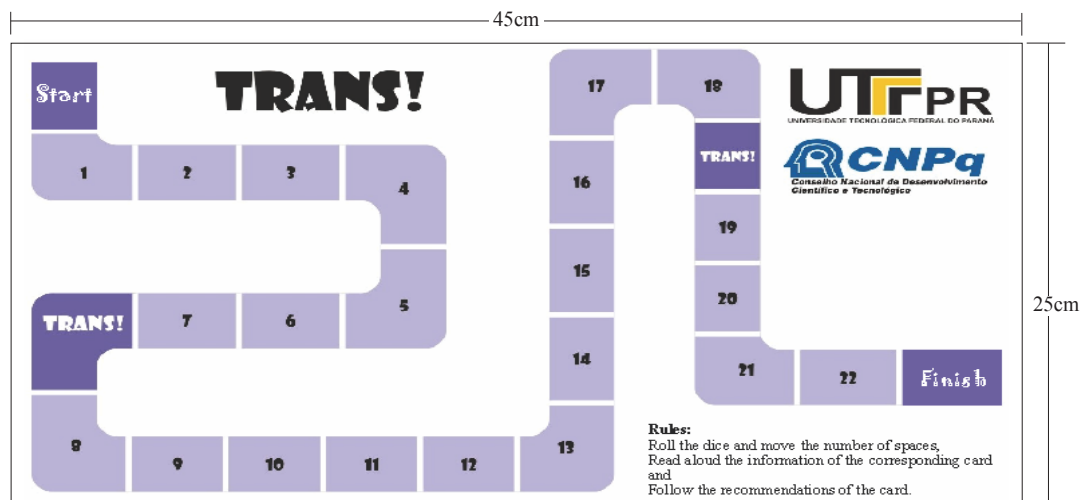 45cm
Start
TRANS!
1
2
3
4
5
6
7
TRANS!
8
9
10
11
12
13
14
15
16
17
18
TRANS!
19
20
21
22
Finish
UTFPR
UNIVERSIDADE TECNOLÓGICA FEDERAL DO PARANÁ
CNPq
Conselho Nacional de Desenvolvimento
Científico e Tecnológico
25cm
Rules:
Roll the dice and move the number of spaces,
Read aloud the information of the corresponding card
and
Follow the recommendations of the card.